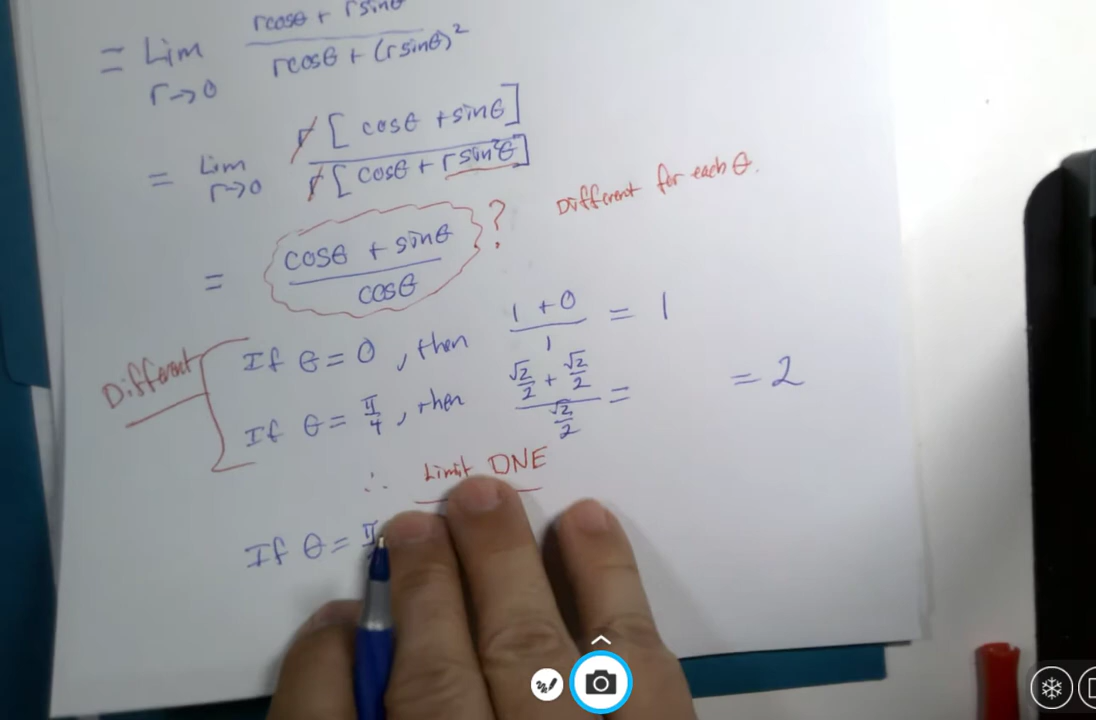 = Lim r→0 rcosθ + rsinθ / rcosθ + (rsinθ)²
= Lim r→0 r[cosθ + sinθ] / r[cosθ + rsin²θ]
= cosθ + sinθ / cosθ ? Different for each θ.
Different
If θ = 0, then 1 + 0 / 1 = 1
If θ = π/4, then √2/2 + √2/2 / √2/2 = = 2
∴ Limit DNE
If θ = π